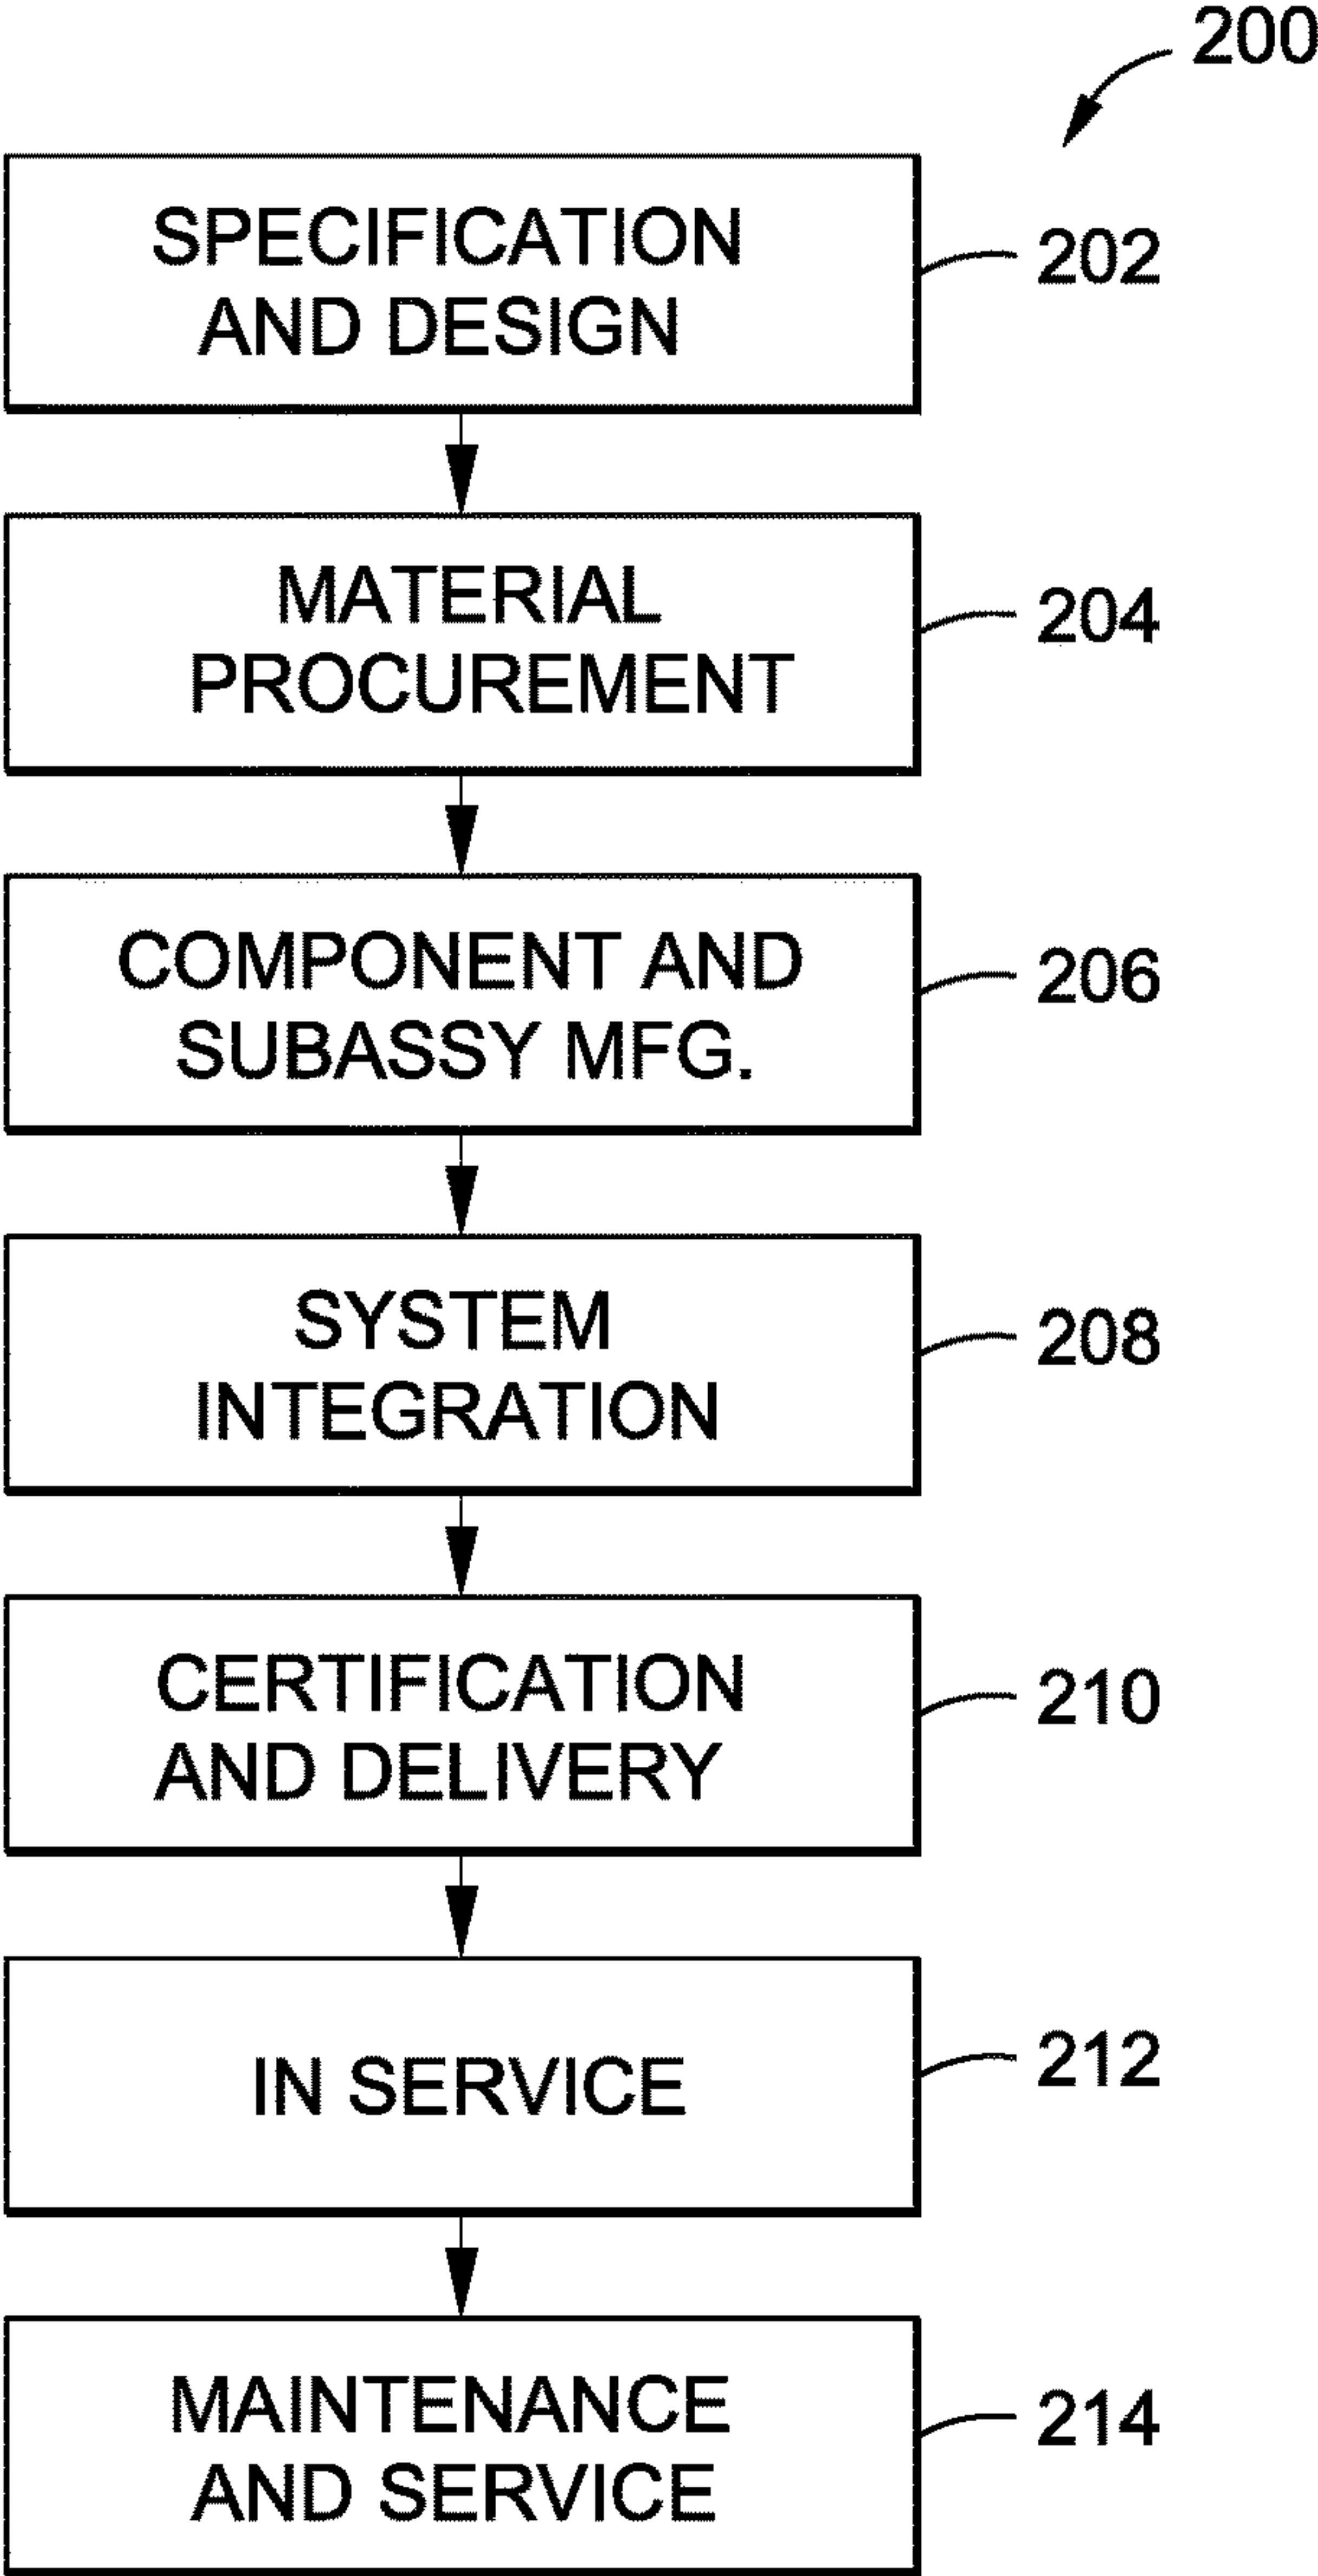 200
SPECIFICATION
AND DESIGN
202
MATERIAL
PROCUREMENT
204
COMPONENT AND
SUBASSY MFG.
206
SYSTEM
INTEGRATION
208
CERTIFICATION
AND DELIVERY
210
IN SERVICE
212
MAINTENANCE
AND SERVICE
214